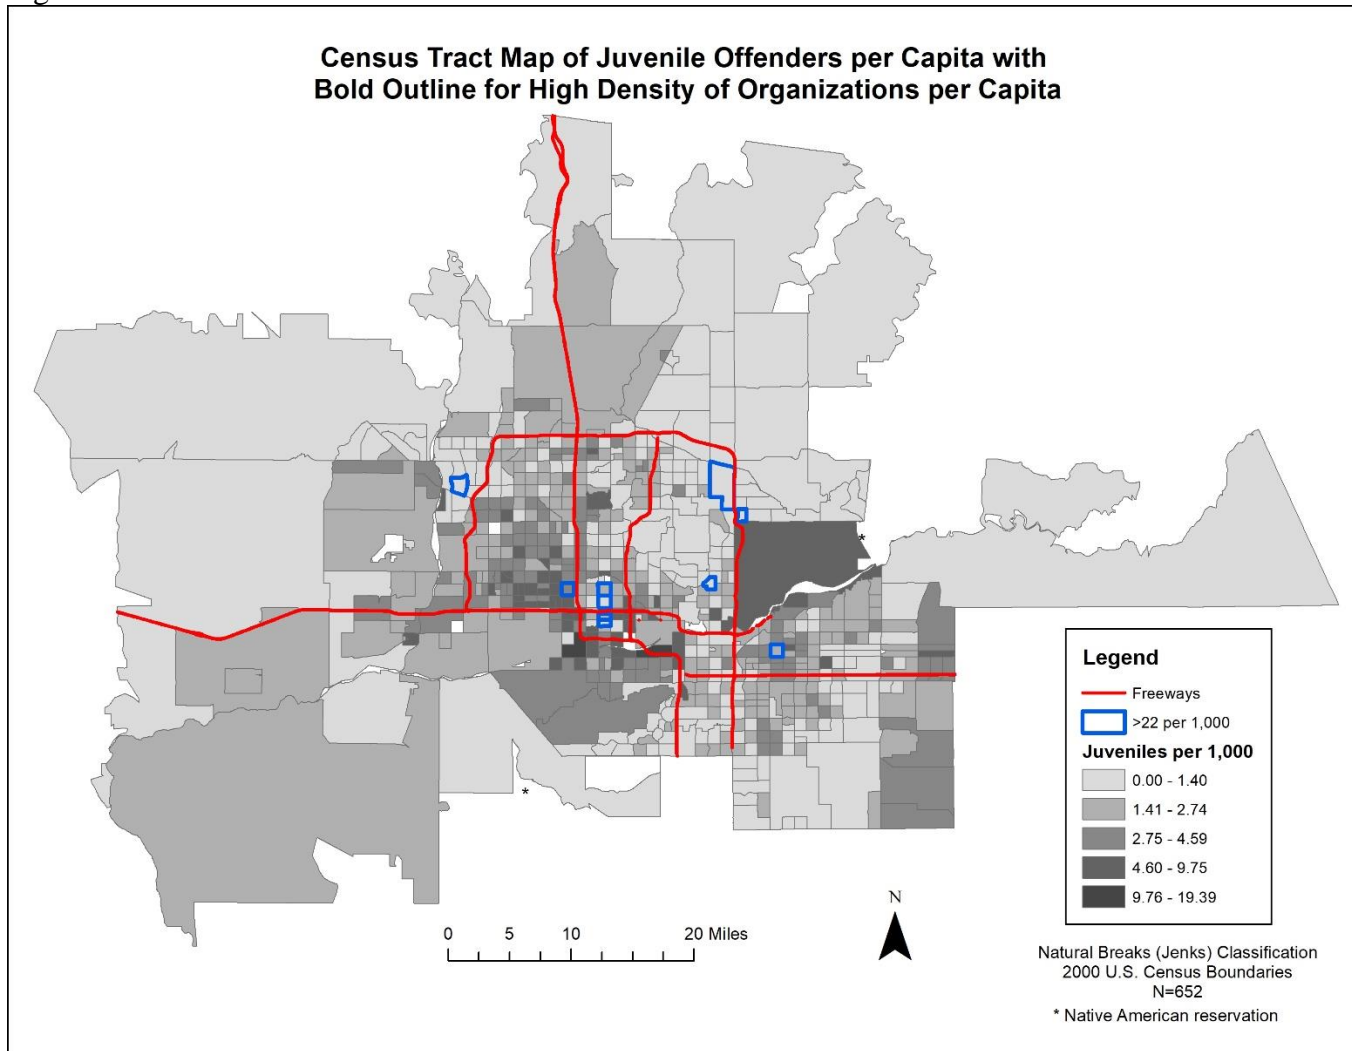 Census Tract Map of Juvenile Offenders per Capita with
Bold Outline for High Density of Organizations per Capita
*
*
Legend
Freeways
>22 per 1,000
Juveniles per 1,000
0.00 - 1.40
1.41 - 2.74
2.75 - 4.59
4.60 - 9.75
9.76 - 19.39
N
0 5 10 20 Miles
Natural Breaks (Jenks) Classification
2000 U.S. Census Boundaries
N=652
* Native American reservation